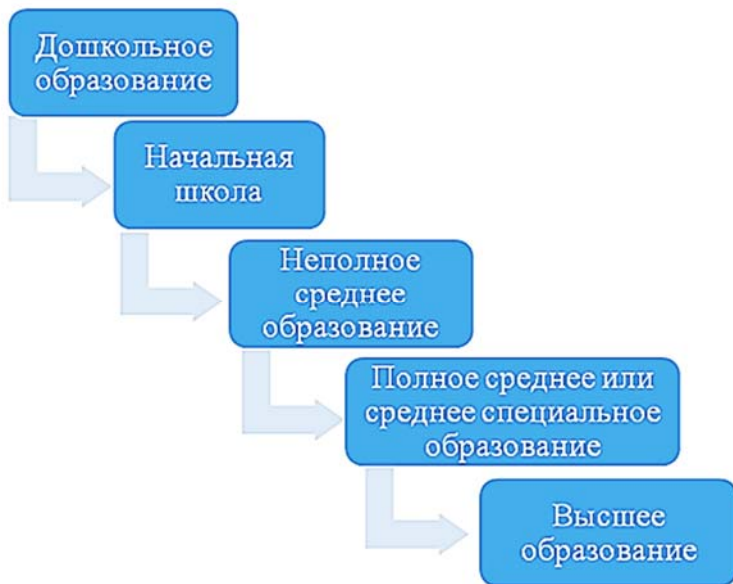 Дошкольное
образование
Начальная
школа
Неполное
среднее
образование
Полное среднее или
среднее специальное
образование
Высшее
образование